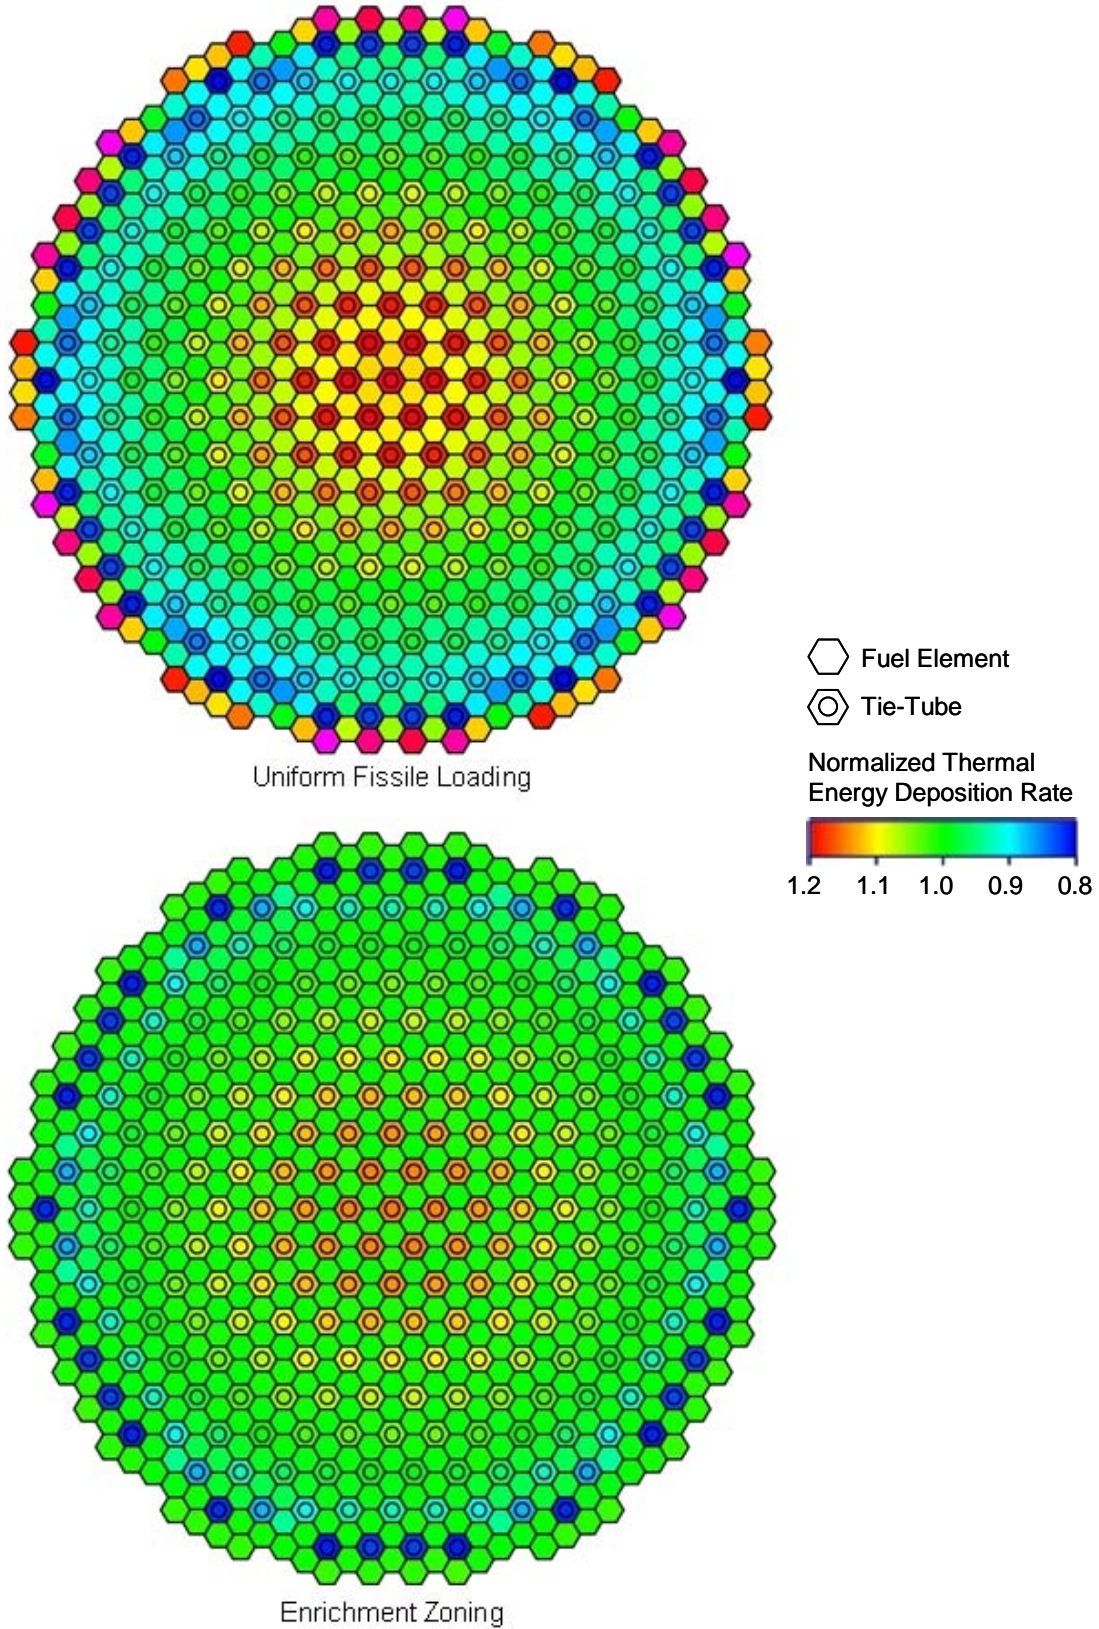 Uniform Fissile Loading
Fuel Element
Tie-Tube
Normalized Thermal
Energy Deposition Rate
1.2 1.1 1.0 0.9 0.8
Enrichment Zoning